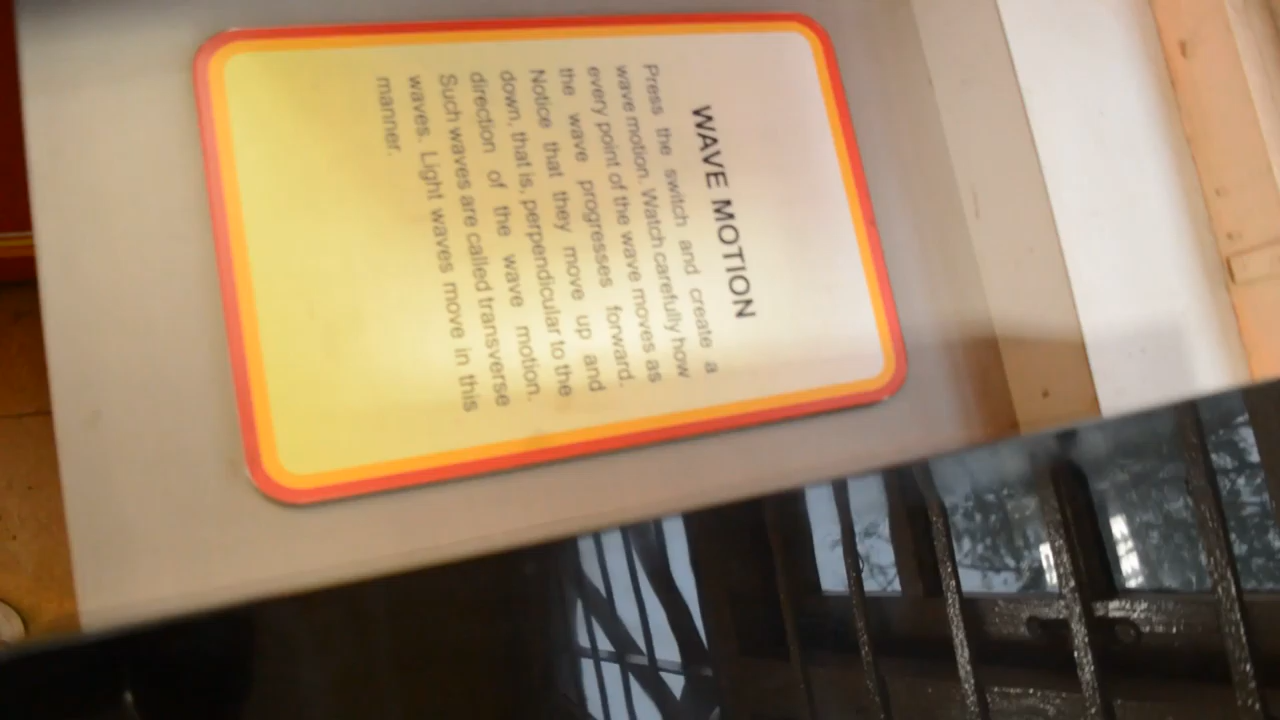 WAVE MOTION
Press the switch and create a
wave motion. Watch carefully how
every point of the wave moves as
the wave progresses forward.
Notice that they move up and
down, that is, perpendicular to the
direction of the wave motion.
Such waves are called transverse
waves. Light waves move in this
manner.